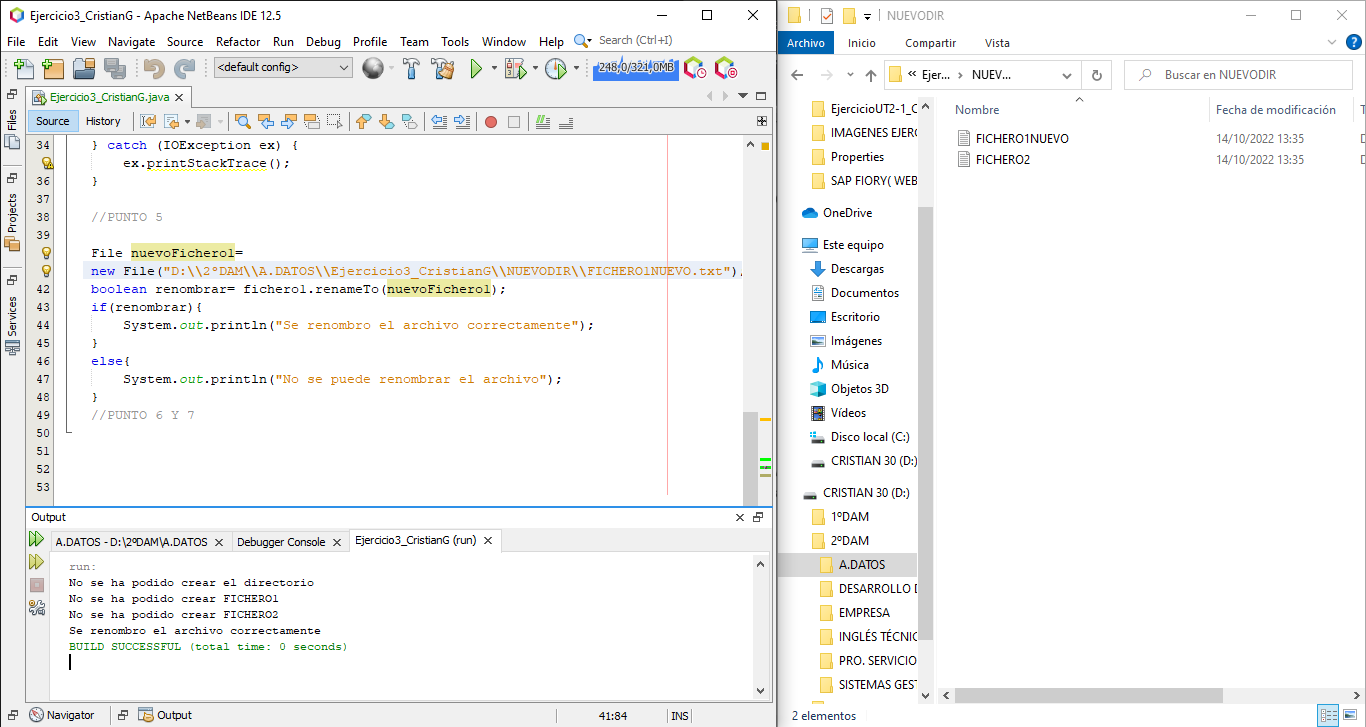 Ejercicio3_CristianG - Apache NetBeans IDE 12.5
File Edit View Navigate Source Refactor Run Debug Profile Team Tools Window Help Search (Ctrl+I)
<default config>
248,0/321,0MB
Ejercicio3_CristianG.java
Source History
Files
Projects
Services
34 } catch (IOException ex) {
ex.printStackTrace();
36 }
37
38 //PUNTO 5
39
File nuevoFichero1=
new File("D:\\2ºDAM\\A.DATOS\\Ejercicio3_CristianG\\NUEVODIR\\FICHERO1NUEVO.txt");
42 boolean renombrar= fichero1.renameTo(nuevoFichero1);
43 if(renombrar){
44 System.out.println("Se renombro el archivo correctamente");
45 }
46 else{
47 System.out.println("No se puede renombrar el archivo");
48 }
49 //PUNTO 6 Y 7
50
51
52
53
Output
A.DATOS - D:\2ºDAM\A.DATOS
Debugger Console
Ejercicio3_CristianG (run)
run:
No se ha podido crear el directorio
No se ha podido crear FICHERO1
No se ha podido crear FICHERO2
Se renombro el archivo correctamente
BUILD SUCCESSFUL (total time: 0 seconds)
Navigator Output
41:84 INS
NUEVODIR
Archivo Inicio Compartir Vista
« Ejer... › NUEV...
Buscar en NUEVODIR
EjercicioUT2-1_C
IMAGENES EJERC
Properties
SAP FIORY( WEB
OneDrive
Este equipo
Descargas
Documentos
Escritorio
Imágenes
Música
Objetos 3D
Vídeos
Disco local (C:)
CRISTIAN 30 (D:)
CRISTIAN 30 (D:)
1ºDAM
2ºDAM
A.DATOS
DESARROLLO D
EMPRESA
INGLÉS TÉCNIC
PRO. SERVICIO
SISTEMAS GEST
Nombre Fecha de modificación T
FICHERO1NUEVO 14/10/2022 13:35 D
FICHERO2 14/10/2022 13:35 D
2 elementos